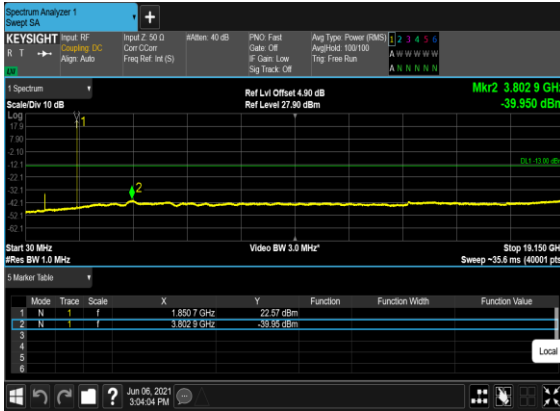 Spectrum Analyzer 1
Swept SA
+
KEYSIGHT Input: RF Input Z: 50 Ω #Atten: 40 dB PNO: Fast Avg Type: Power (RMS) 1 2 3 4 5 6
R T Coupling: DC Corr CCorr Gate: Off Avg|Hold: 100/100 A W W W W W
Align: Auto Freq Ref: Int (S) IF Gain: Low Trig: Free Run
Sig Track: Off A N N N N N
1 Spectrum
Ref Lvl Offset 4.90 dB Mkr2 3.802 9 GHz
Scale/Div 10 dB Ref Level 27.90 dBm -39.950 dBm
Log
17.9
7.90
-2.10
-12.1
-22.1
-32.1
-42.1
-52.1
-62.1
1
DL1 -13.00 dBm
2
Start 30 MHz Video BW 3.0 MHz* Stop 19.150 GH
#Res BW 1.0 MHz Sweep ~35.6 ms (40001 pts
5 Marker Table
Mode Trace Scale X Y Function Function Width Function Value
1 N 1 f 1.850 7 GHz 22.57 dBm
2 N 1 f 3.802 9 GHz -39.95 dBm
3
4
5
6
Local
? Jun 06, 2021
3:04:04 PM